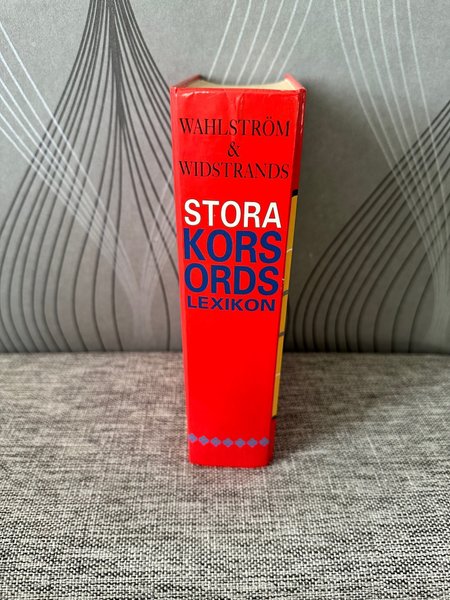 WAHLSTRÖM
&
WIDSTRANDS
STORA
KORS
ORDS
LEXIKON